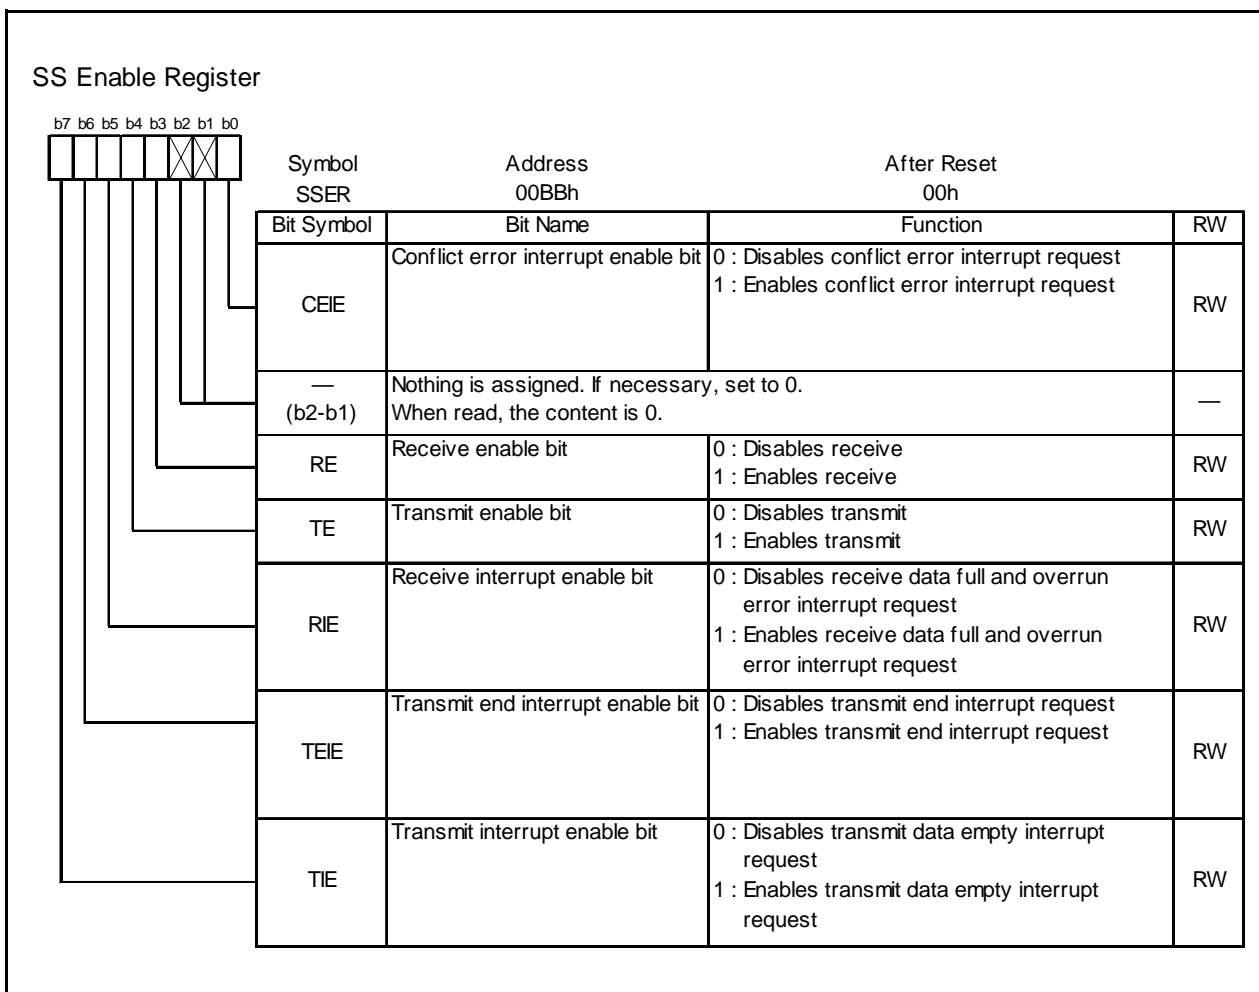 SS Enable Register
b7 b6 b5 b4 b3 b2 b1 b0
Symbol Address After Reset
SSER 00BBh 00h
Bit Symbol Bit Name Function RW
CEIE Conflict error interrupt enable bit 0 : Disables conflict error interrupt request
1 : Enables conflict error interrupt request
RW
— Nothing is assigned. If necessary, set to 0.
(b2-b1) When read, the content is 0. —
RE Receive enable bit 0 : Disables receive
1 : Enables receive
RW
TE Transmit enable bit 0 : Disables transmit
1 : Enables transmit
RW
RIE Receive interrupt enable bit 0 : Disables receive data full and overrun
error interrupt request
1 : Enables receive data full and overrun
error interrupt request
RW
TEIE Transmit end interrupt enable bit 0 : Disables transmit end interrupt request
1 : Enables transmit end interrupt request
RW
TIE Transmit interrupt enable bit 0 : Disables transmit data empty interrupt
request
1 : Enables transmit data empty interrupt
request
RW